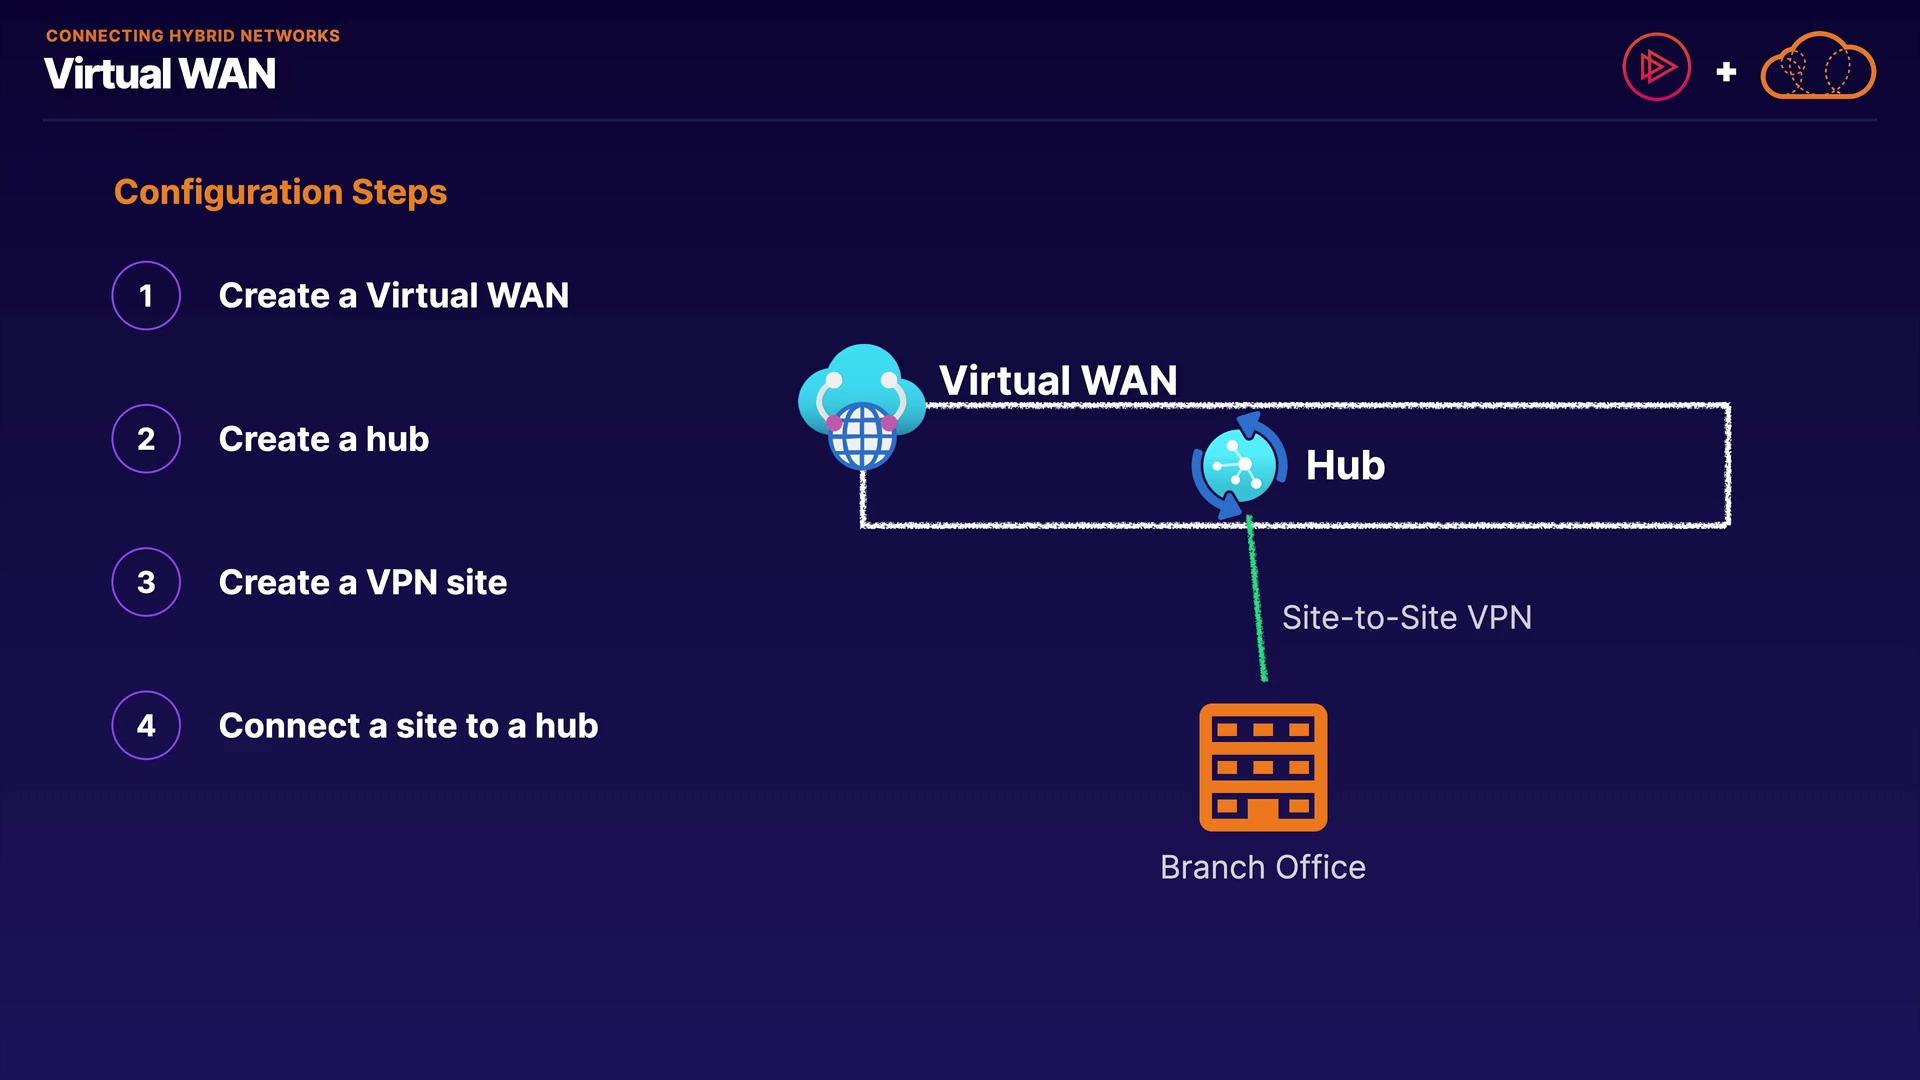 CONNECTING HYBRID NETWORKS
Virtual WAN
Configuration Steps
1 Create a Virtual WAN
2 Create a hub
3 Create a VPN site
4 Connect a site to a hub
Virtual WAN
Hub
Site-to-Site VPN
Branch Office